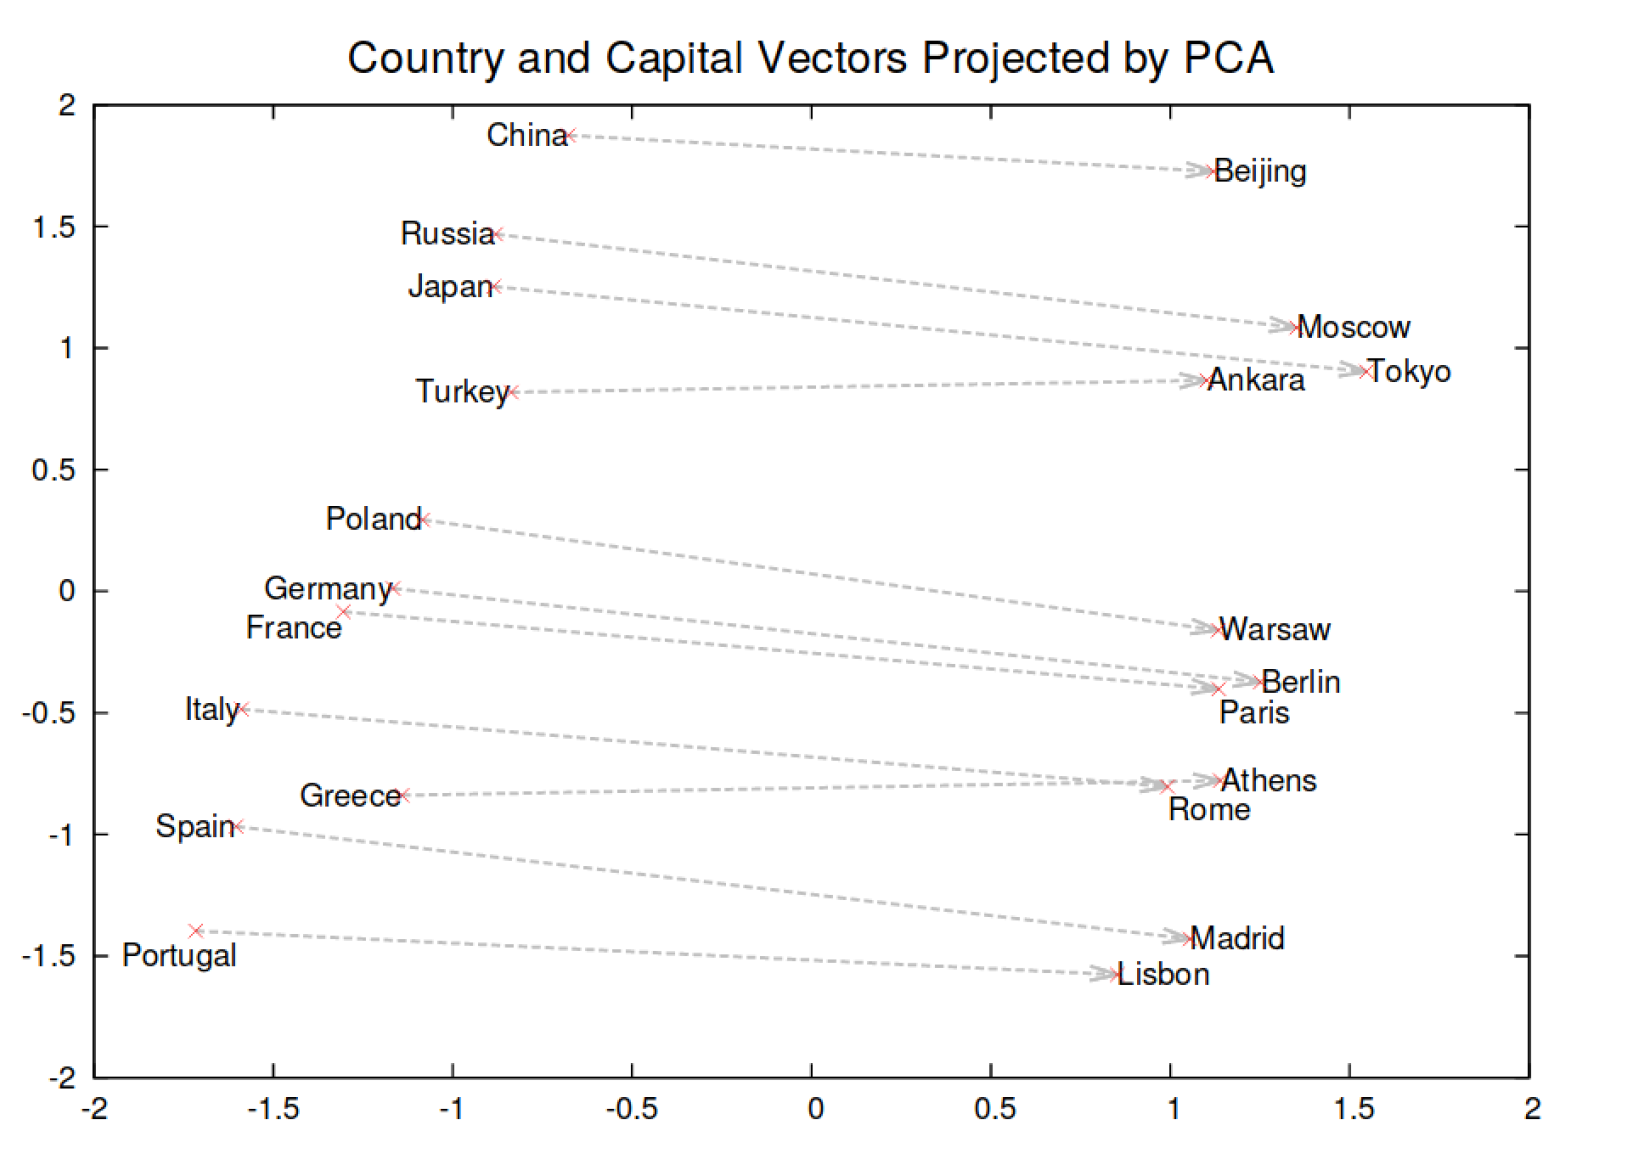 Country and Capital Vectors Projected by PCA
2
China
Beijing
1.5
Russia
Japan
Moscow
1
Tokyo
Ankara
Turkey
0.5
Poland
0
Germany
France
Warsaw
Berlin
-0.5
Italy
Paris
Athens
Greece
Rome
-1
Spain
Madrid
-1.5
Portugal
Lisbon
-2
-2 -1.5 -1 -0.5 0 0.5 1 1.5 2